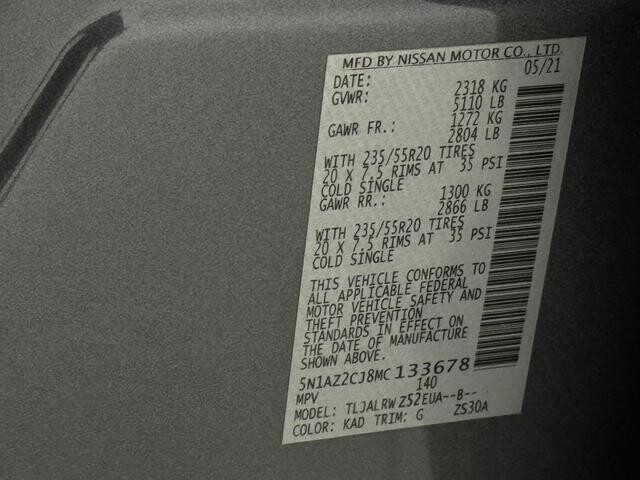 MFD BY NISSAN MOTOR CO., LTD.
DATE: 05/21
GVWR: 2318 KG
5110 LB
GAWR FR.: 1272 KG
2804 LB
WITH 235/55R20 TIRES
20 X 7.5 RIMS AT 35 PSI
COLD SINGLE
GAWR RR.: 1300 KG
2866 LB
WITH 235/55R20 TIRES
20 X 7.5 RIMS AT 35 PSI
COLD SINGLE
THIS VEHICLE CONFORMS TO
ALL APPLICABLE FEDERAL
MOTOR VEHICLE SAFETY AND
THEFT PREVENTION
STANDARDS IN EFFECT ON
THE DATE OF MANUFACTURE
SHOWN ABOVE.
5N1AZ2CJ8MC133678
MPV 140
MODEL: TLJALRWZ52EUA--B--
COLOR: KAD TRIM: G ZS30A